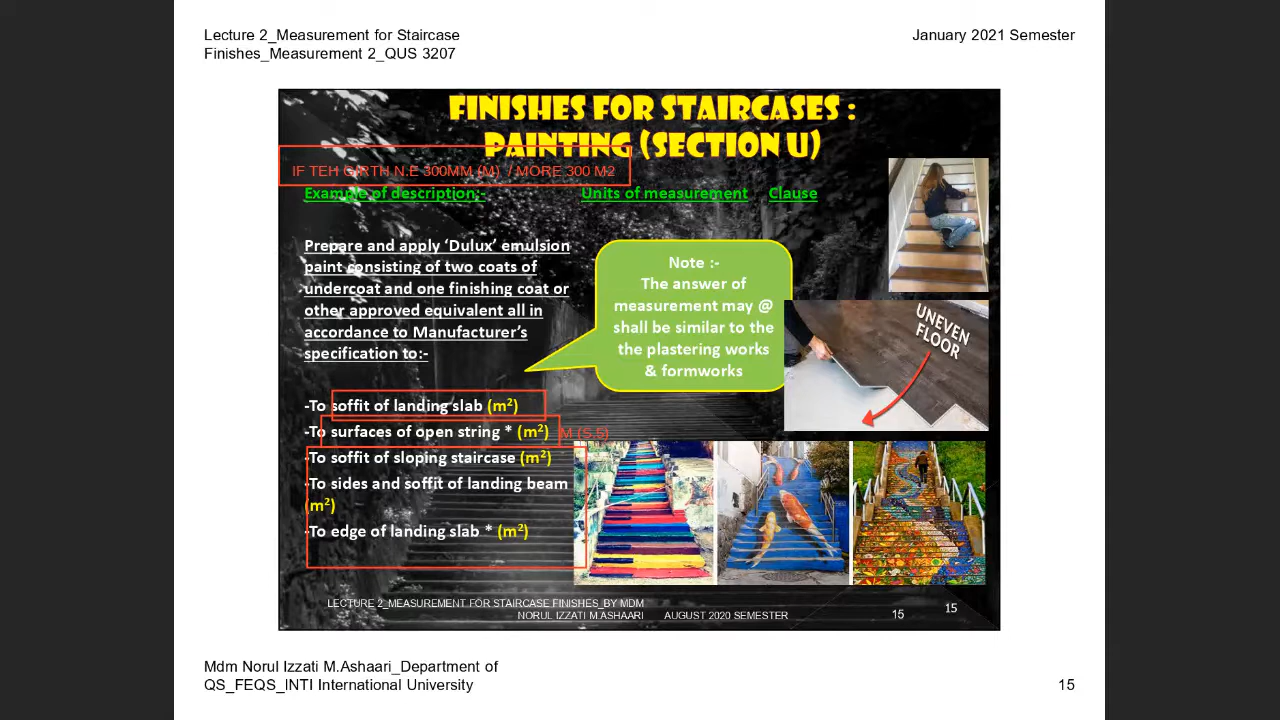 Lecture 2_Measurement for Staircase
Finishes_Measurement 2_QUS 3207
January 2021 Semester
FINISHES FOR STAIRCASES :
PAINTING (SECTION U)
IF TEH GIRTH N.E 300MM (M) / MORE 300 M2
Example of description:-
Units of measurement
Clause
Prepare and apply ‘Dulux’ emulsion
paint consisting of two coats of
undercoat and one finishing coat or
other approved equivalent all in
accordance to Manufacturer’s
specification to:-
Note :-
The answer of
measurement may @
shall be similar to the
the plastering works
& formworks
UNEVEN
FLOOR
-To soffit of landing slab (m²)
-To surfaces of open string * (m²) M (S.5)
-To soffit of sloping staircase (m²)
-To sides and soffit of landing beam
(m²)
-To edge of landing slab * (m²)
LECTURE 2_MEASUREMENT FOR STAIRCASE FINISHES_BY MDM
NORUL IZZATI M.ASHAARI
AUGUST 2020 SEMESTER
15
15
Mdm Norul Izzati M.Ashaari_Department of
QS_FEQS_INTI International University
15